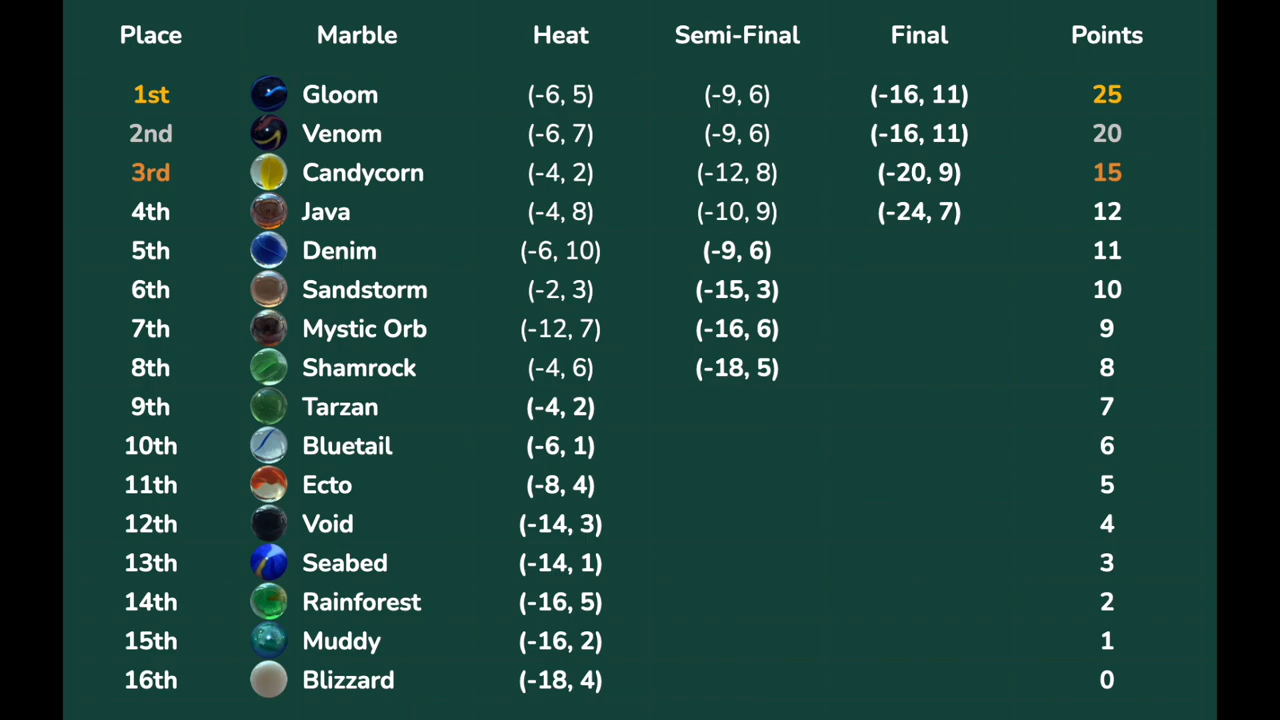 Place Marble Heat Semi-Final Final Points
1st Gloom (-6, 5) (-9, 6) (-16, 11) 25
2nd Venom (-6, 7) (-9, 6) (-16, 11) 20
3rd Candycorn (-4, 2) (-12, 8) (-20, 9) 15
4th Java (-4, 8) (-10, 9) (-24, 7) 12
5th Denim (-6, 10) (-9, 6) 11
6th Sandstorm (-2, 3) (-15, 3) 10
7th Mystic Orb (-12, 7) (-16, 6) 9
8th Shamrock (-4, 6) (-18, 5) 8
9th Tarzan (-4, 2) 7
10th Bluetail (-6, 1) 6
11th Ecto (-8, 4) 5
12th Void (-14, 3) 4
13th Seabed (-14, 1) 3
14th Rainforest (-16, 5) 2
15th Muddy (-16, 2) 1
16th Blizzard (-18, 4) 0